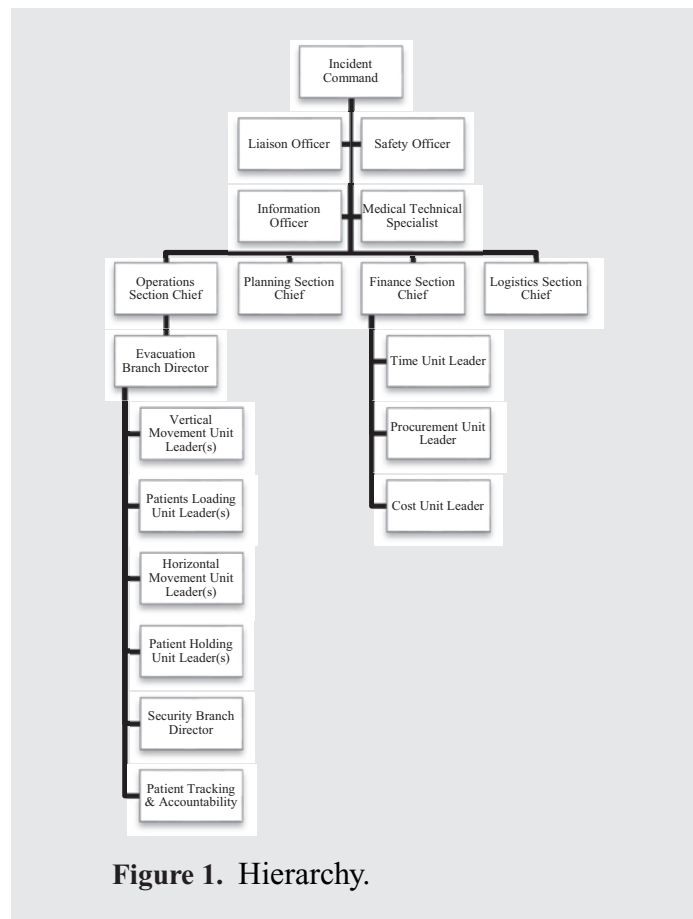 Incident
Command
Liaison Officer
Safety Officer
Information
Officer
Medical Technical
Specialist
Operations
Section Chief
Planning Section
Chief
Finance Section
Chief
Logistics Section
Chief
Evacuation
Branch Director
Time Unit Leader
Vertical
Movement Unit
Leader(s)
Procurement Unit
Leader
Patients Loading
Unit Leader(s)
Cost Unit Leader
Horizontal
Movement Unit
Leader(s)
Patient Holding
Unit Leader(s)
Security Branch
Director
Patient Tracking
& Accountability
Figure 1. Hierarchy.